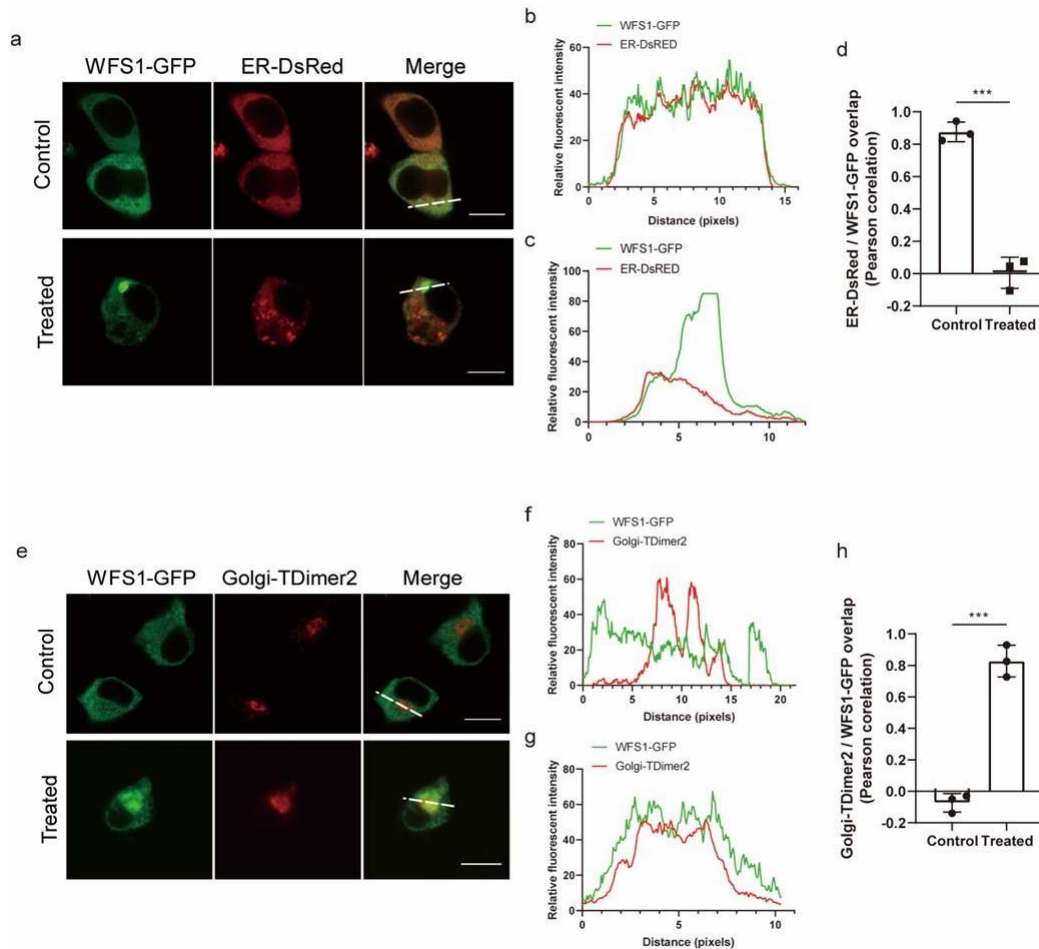 a
WFS1-GFP ER-DsRed Merge
Control
Treated
b
WFS1-GFP
ER-DsRED
Relative fluorescent intensity
60
40
20
0
0 5 10 15
Distance (pixels)
c
WFS1-GFP
ER-DsRED
Relative fluorescent intensity
100
80
60
40
20
0
0 5 10
d
***
ER-DsRed / WFS1-GFP overlap
(Pearson corelation)
1.0
0.8
0.6
0.4
0.2
0.0
-0.2
Control Treated
e
WFS1-GFP Golgi-TDimer2 Merge
Control
Treated
f
WFS1-GFP
Golgi-TDimer2
Relative fluorescent intensity
80
60
40
20
0
0 5 10 15 20
Distance (pixels)
g
WFS1-GFP
Golgi-TDimer2
Relative fluorescent intensity
80
60
40
20
0
0 5 10
Distance (pixels)
h
***
Golgi-TDimer2 / WFS1-GFP overlap
(Pearson corelation)
1.0
0.8
0.6
0.4
0.2
0.0
-0.2
Control Treated